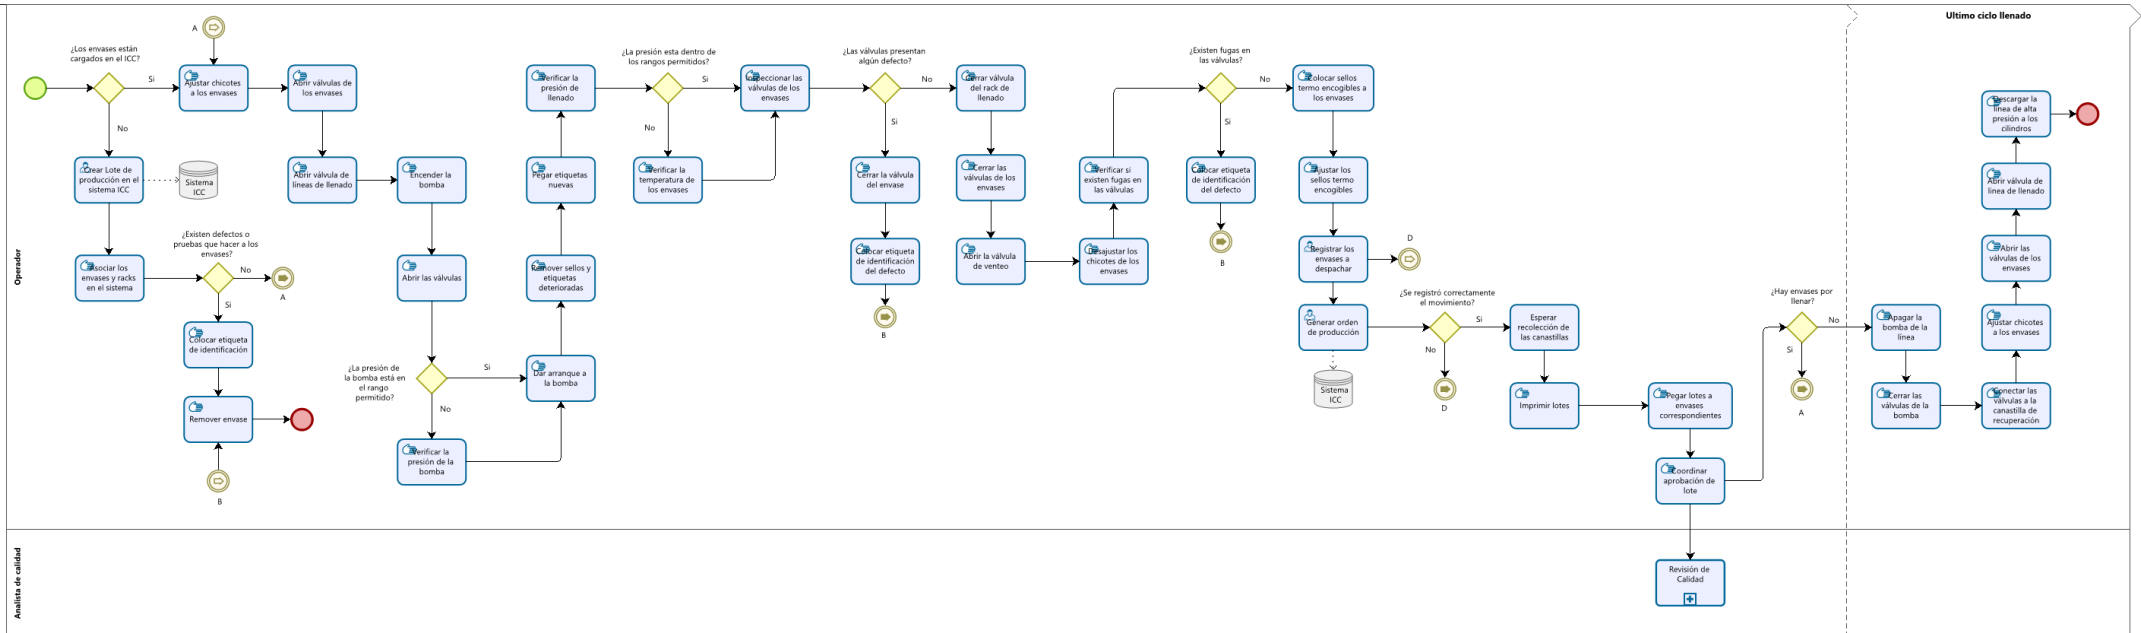 Ultimo ciclo llenado
Operador
Analista de calidad
¿Los envases están
cargados en el ICC?
Si
No
A
Ajustar chicotes
a los envases
Abrir válvulas de
los envases
Crear Lote de
producción en el
sistema ICC
Sistema
ICC
Abrir válvula de
líneas de llenado
Encender la
bomba
Asociar los
envases y racks
en el sistema
¿Existen defectos o
pruebas que hacer a los
envases?
No
A
Si
Colocar etiqueta
de identificación
Remover envase
B
Abrir las válvulas
¿La presión de
la bomba está en
el rango
permitido?
Si
No
Verificar la
presión de la
bomba
Dar arranque a
la bomba
Remover sellos y
etiquetas
deterioradas
Pegar etiquetas
nuevas
Verificar la
presión de
llenado
¿La presión esta dentro de
los rangos permitidos?
Si
No
Verificar la
temperatura de
los envases
Inspeccionar las
válvulas de los
envases
¿Las válvulas presentan
algún defecto?
No
Si
Cerrar la válvula
del envase
Colocar etiqueta
de identificación
del defecto
B
Cerrar válvula
del rack de
llenado
Cerrar las
válvulas de los
envases
Abrir la válvula
de venteo
Desajustar los
chicotes de los
envases
Verificar si
existen fugas en
las válvulas
¿Existen fugas en
las válvulas?
No
Si
Colocar etiqueta
de identificación
del defecto
B
Colocar sellos
termo encogibles a
los envases
Ajustar los
sellos termo
encogibles
Registrar los
envases a
despachar
D
Generar orden
de producción
Sistema
ICC
¿Se registró correctamente
el movimiento?
Si
No
D
Esperar
recolección de
las canastillas
Imprimir lotes
Pegar lotes a
envases
correspondientes
Coordinar
aprobación de
lote
Revisión de
Calidad
¿Hay envases por
llenar?
No
Si
A
Apagar la
bomba de la
línea
Cerrar las
válvulas de la
bomba
Conectar las
válvulas a la
canastilla de
recuperación
Ajustar chicotes
a los envases
Abrir las
válvulas de los
envases
Abrir válvula de
linea de llenado
Descargar la
línea de alta
presión a los
cilindros